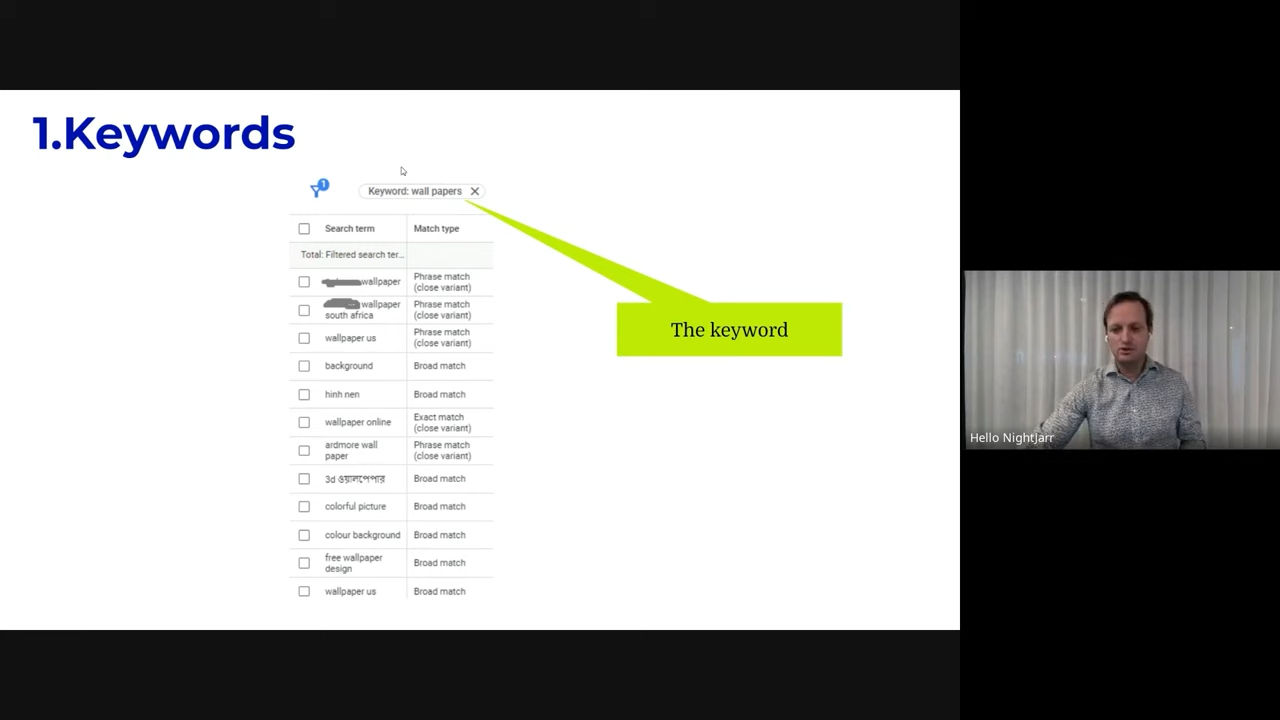 1.Keywords
1
Keyword: wall papers
Search term Match type
Total: Filtered search ter...
wallpaper Phrase match
(close variant)
wallpaper Phrase match
south africa (close variant)
wallpaper us Phrase match
(close variant)
background Broad match
hinh nen Broad match
wallpaper online Exact match
(close variant)
ardmore wall Phrase match
paper (close variant)
3d ওয়ালপেপার Broad match
colorful picture Broad match
colour background Broad match
free wallpaper Broad match
design
wallpaper us Broad match
The keyword
Hello NightJarr